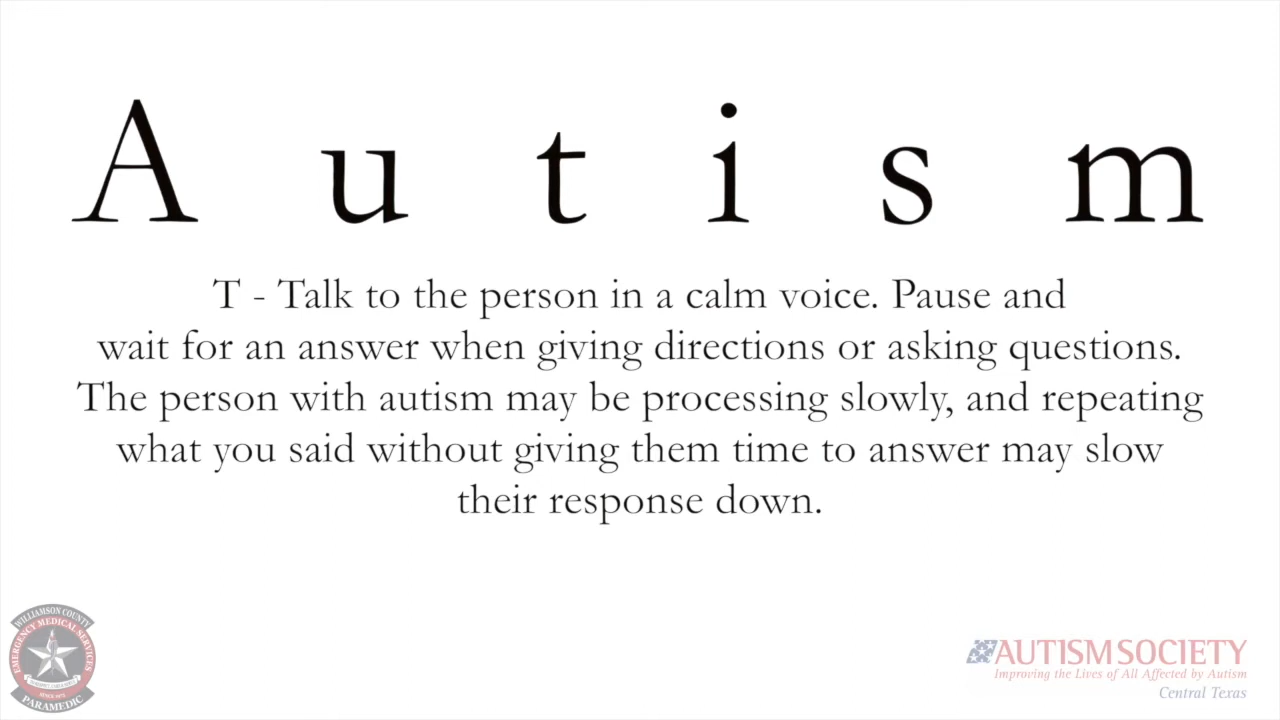 A u t i s m
T - Talk to the person in a calm voice. Pause and
wait for an answer when giving directions or asking questions.
The person with autism may be processing slowly, and repeating
what you said without giving them time to answer may slow
their response down.
WILLIAMSON COUNTY
EMERGENCY MEDICAL SERVICES
SINCE 1975
PARAMEDIC
AUTISM SOCIETY
Improving the Lives of All Affected by Autism
Central Texas